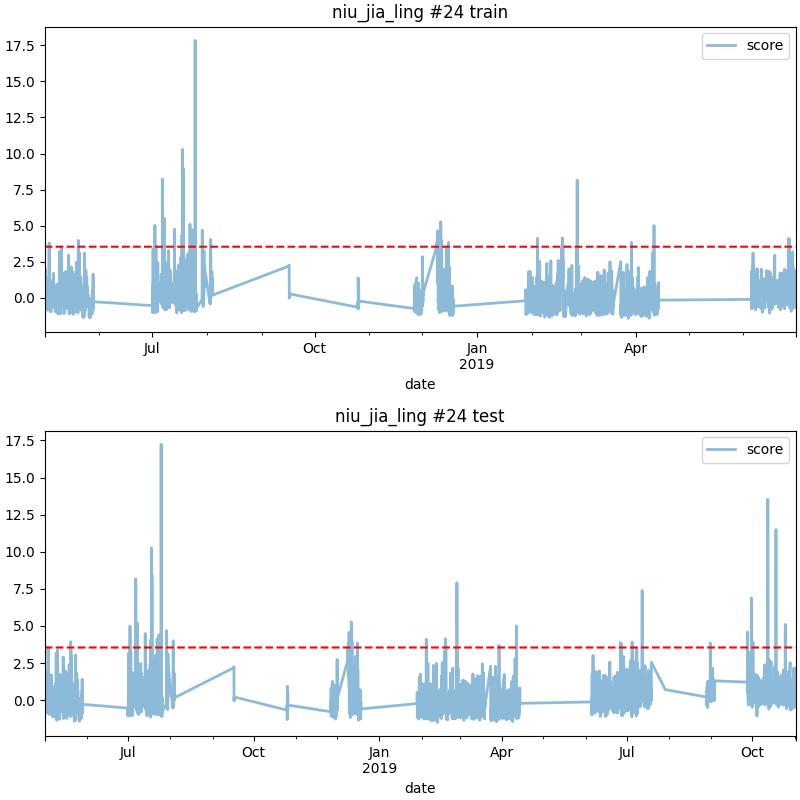 niu_jia_ling #24 train
score
17.5
15.0
12.5
10.0
7.5
5.0
2.5
0.0
Jul
Oct
Jan
2019
Apr
date
niu_jia_ling #24 test
score
17.5
15.0
12.5
10.0
7.5
5.0
2.5
0.0
Jul
Oct
Jan
2019
Apr
Jul
Oct
date